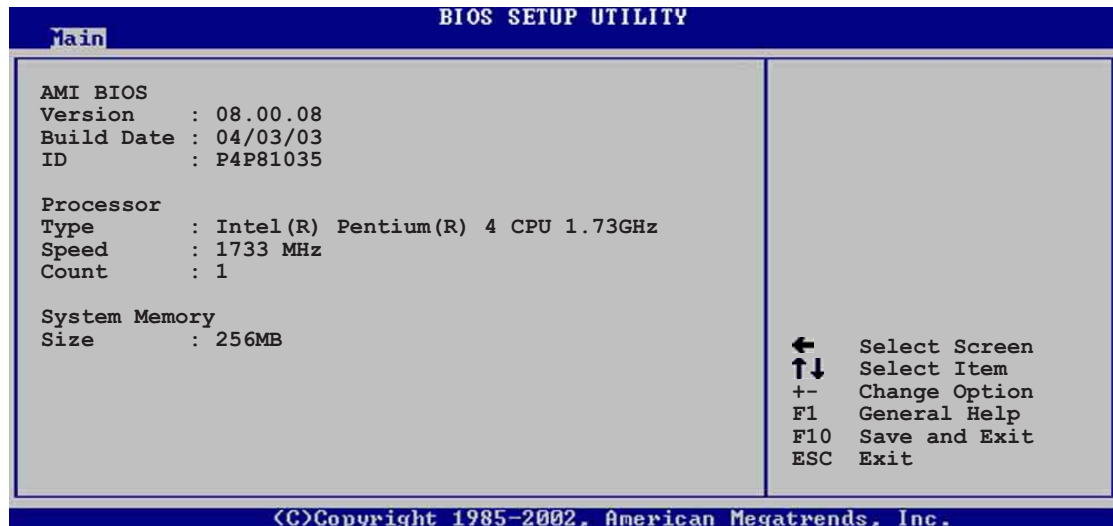 BIOS SETUP UTILITY
Main
AMI BIOS
Version : 08.00.08
Build Date : 04/03/03
ID : P4P81035
Processor
Type : Intel(R) Pentium(R) 4 CPU 1.73GHz
Speed : 1733 MHz
Count : 1
System Memory
Size : 256MB
← Select Screen
↑↓ Select Item
+- Change Option
F1 General Help
F10 Save and Exit
ESC Exit
(C)Copyright 1985-2002, American Megatrends, Inc.